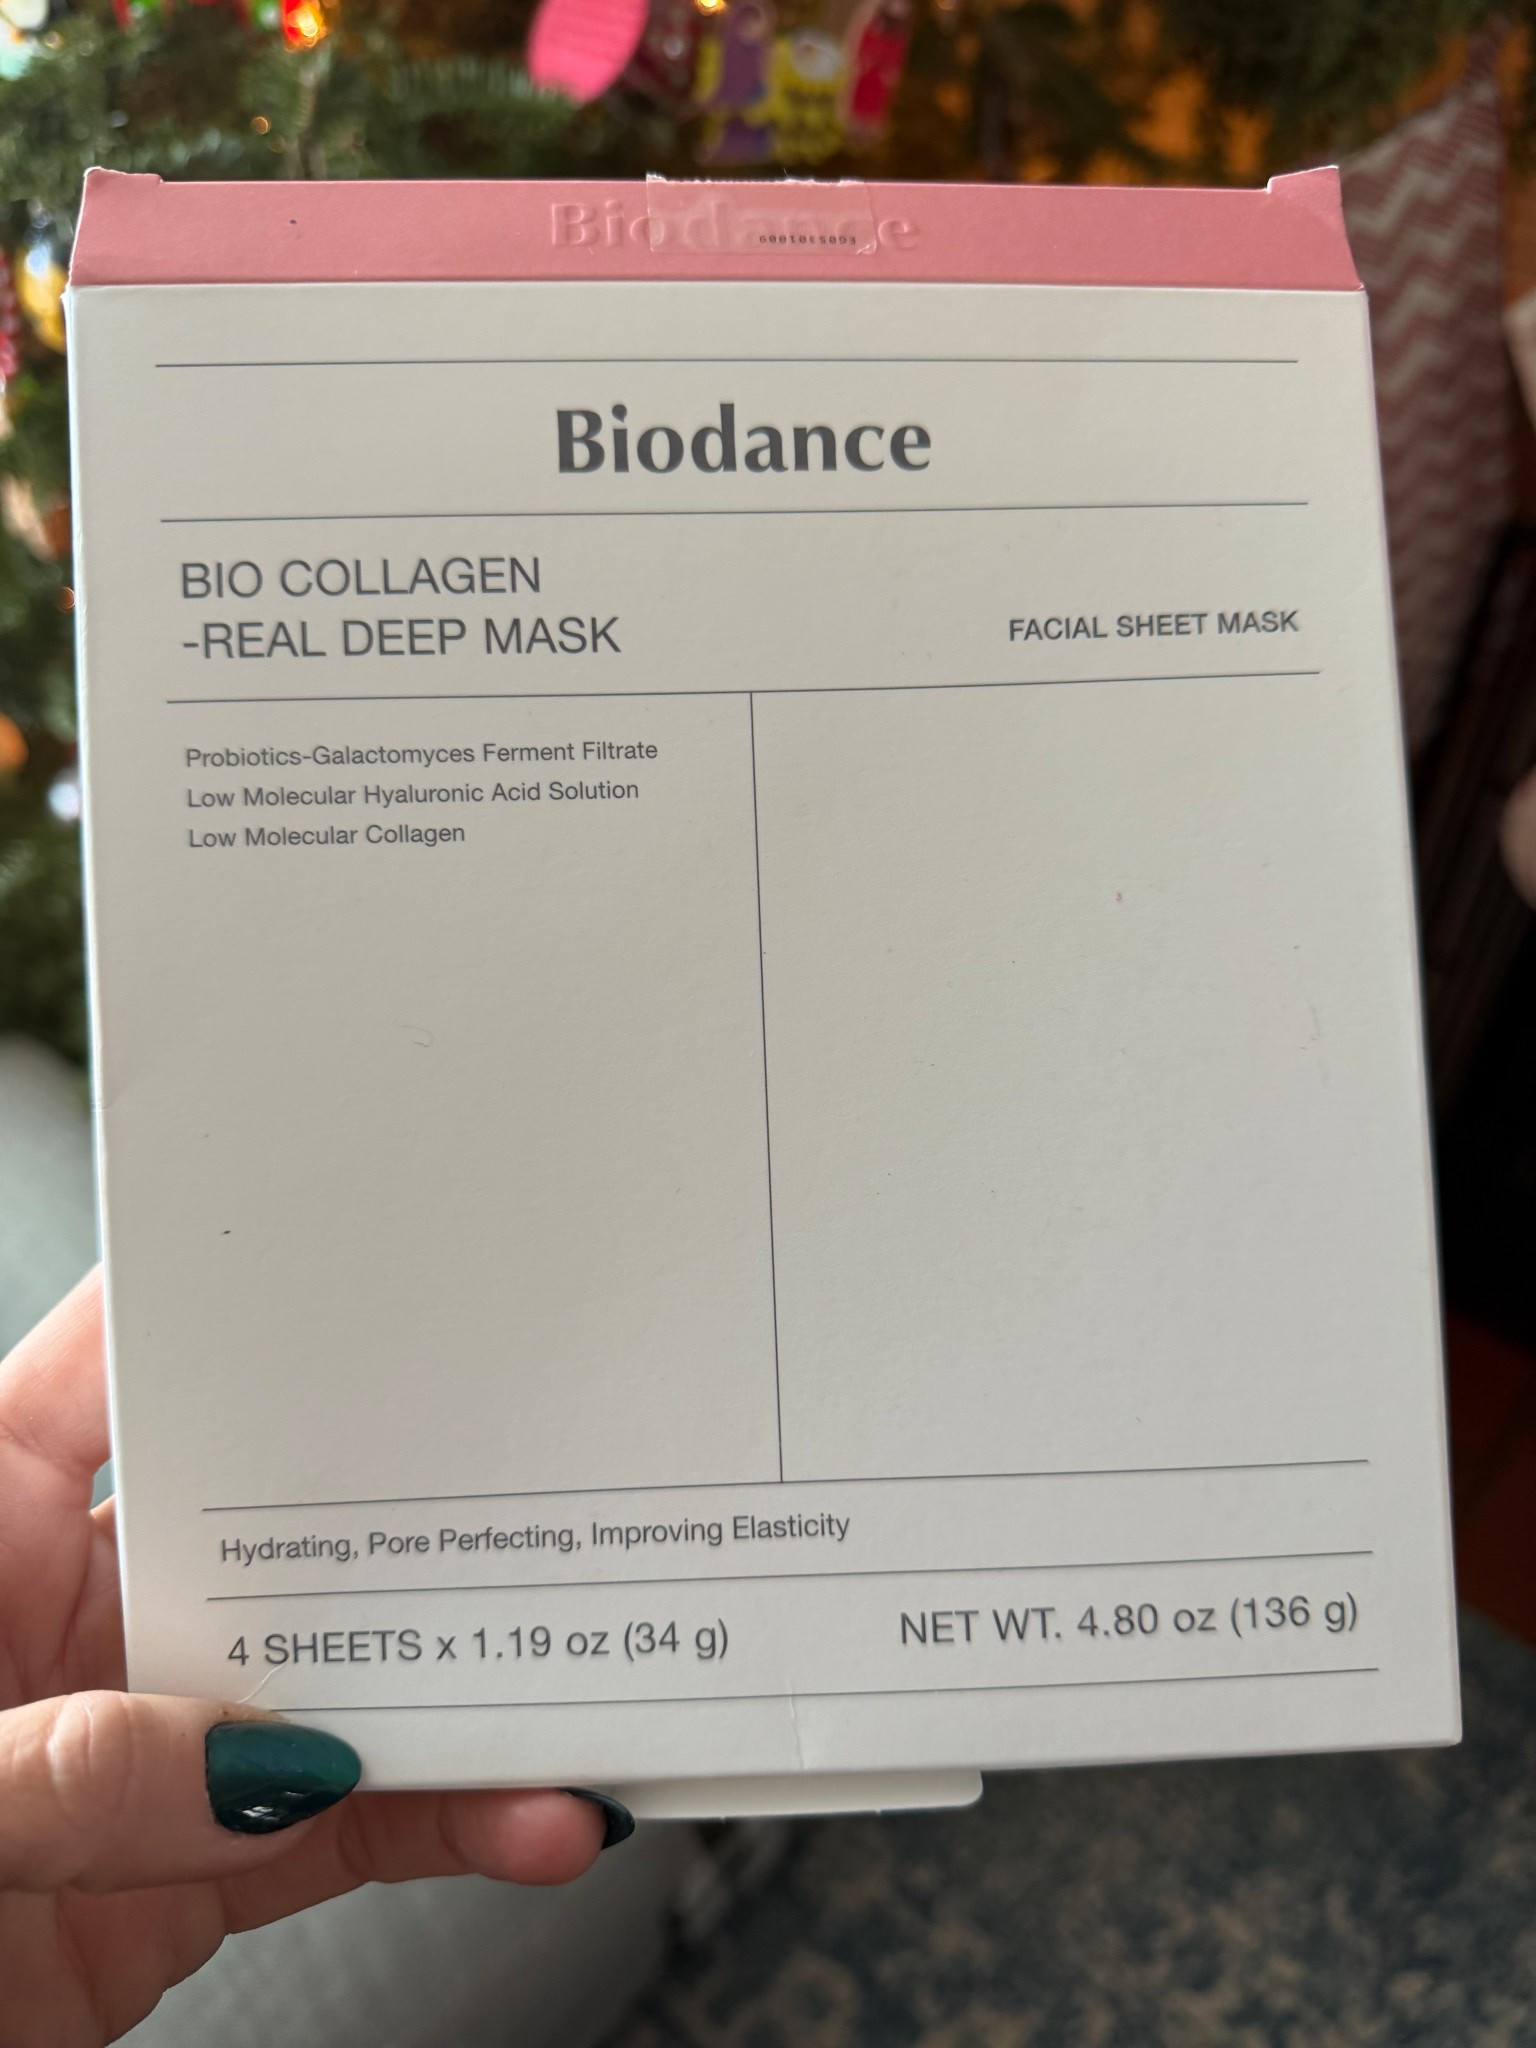 Biodance
EG05301009
Biodance
BIO COLLAGEN
-REAL DEEP MASK
FACIAL SHEET MASK
Probiotics-Galactomyces Ferment Filtrate
Low Molecular Hyaluronic Acid Solution
Low Molecular Collagen
Hydrating, Pore Perfecting, Improving Elasticity
4 SHEETS x 1.19 oz (34 g)
NET WT. 4.80 oz (136 g)